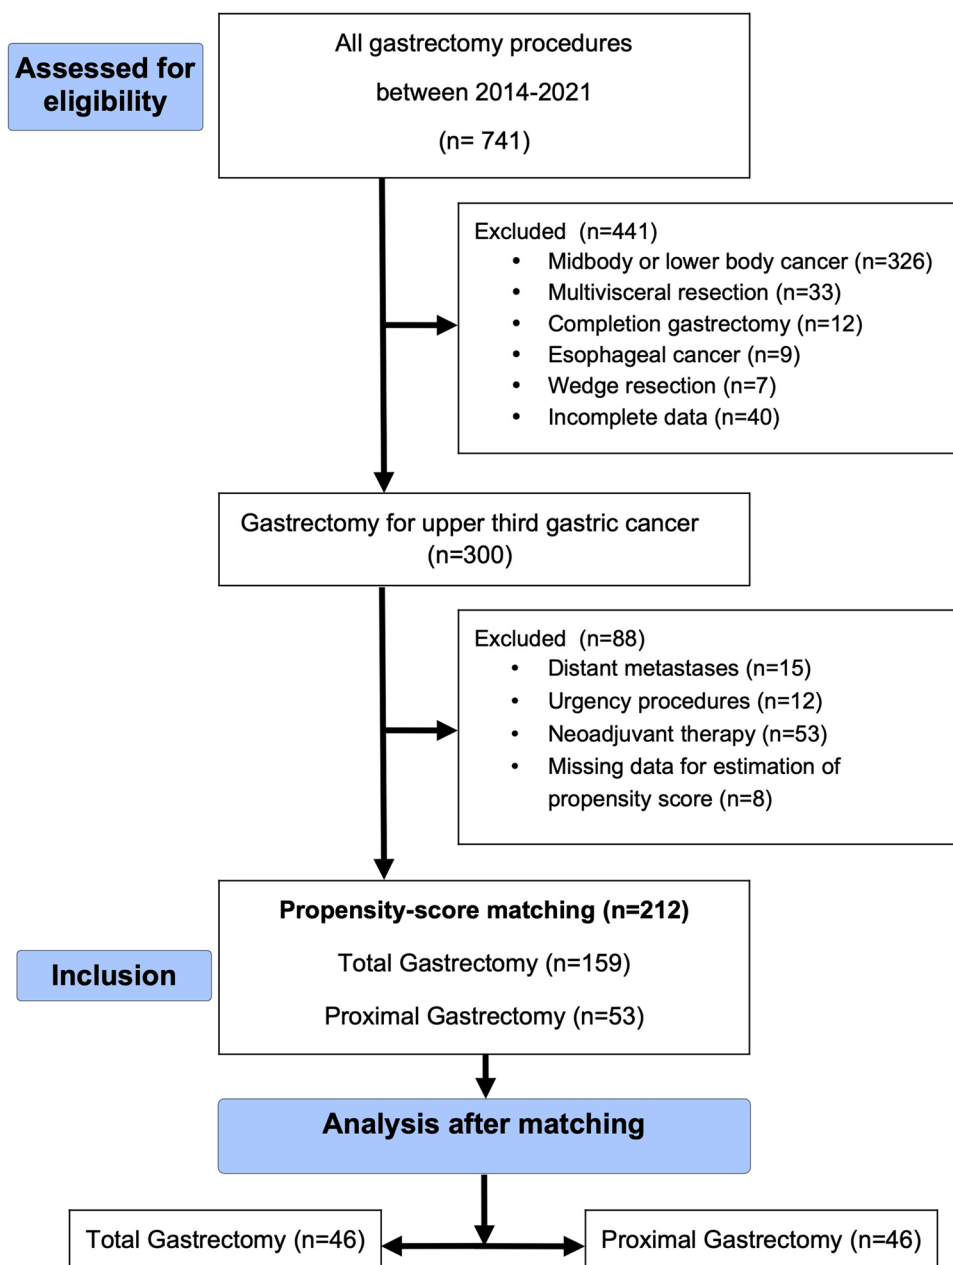 Assessed for
eligibility
All gastrectomy procedures
between 2014-2021
(n= 741)
Excluded (n=441)
• Midbody or lower body cancer (n=326)
• Multivisceral resection (n=33)
• Completion gastrectomy (n=12)
• Esophageal cancer (n=9)
• Wedge resection (n=7)
• Incomplete data (n=40)
Gastrectomy for upper third gastric cancer
(n=300)
Excluded (n=88)
• Distant metastases (n=15)
• Urgency procedures (n=12)
• Neoadjuvant therapy (n=53)
• Missing data for estimation of
propensity score (n=8)
Inclusion
Propensity-score matching (n=212)
Total Gastrectomy (n=159)
Proximal Gastrectomy (n=53)
Analysis after matching
Total Gastrectomy (n=46)
Proximal Gastrectomy (n=46)